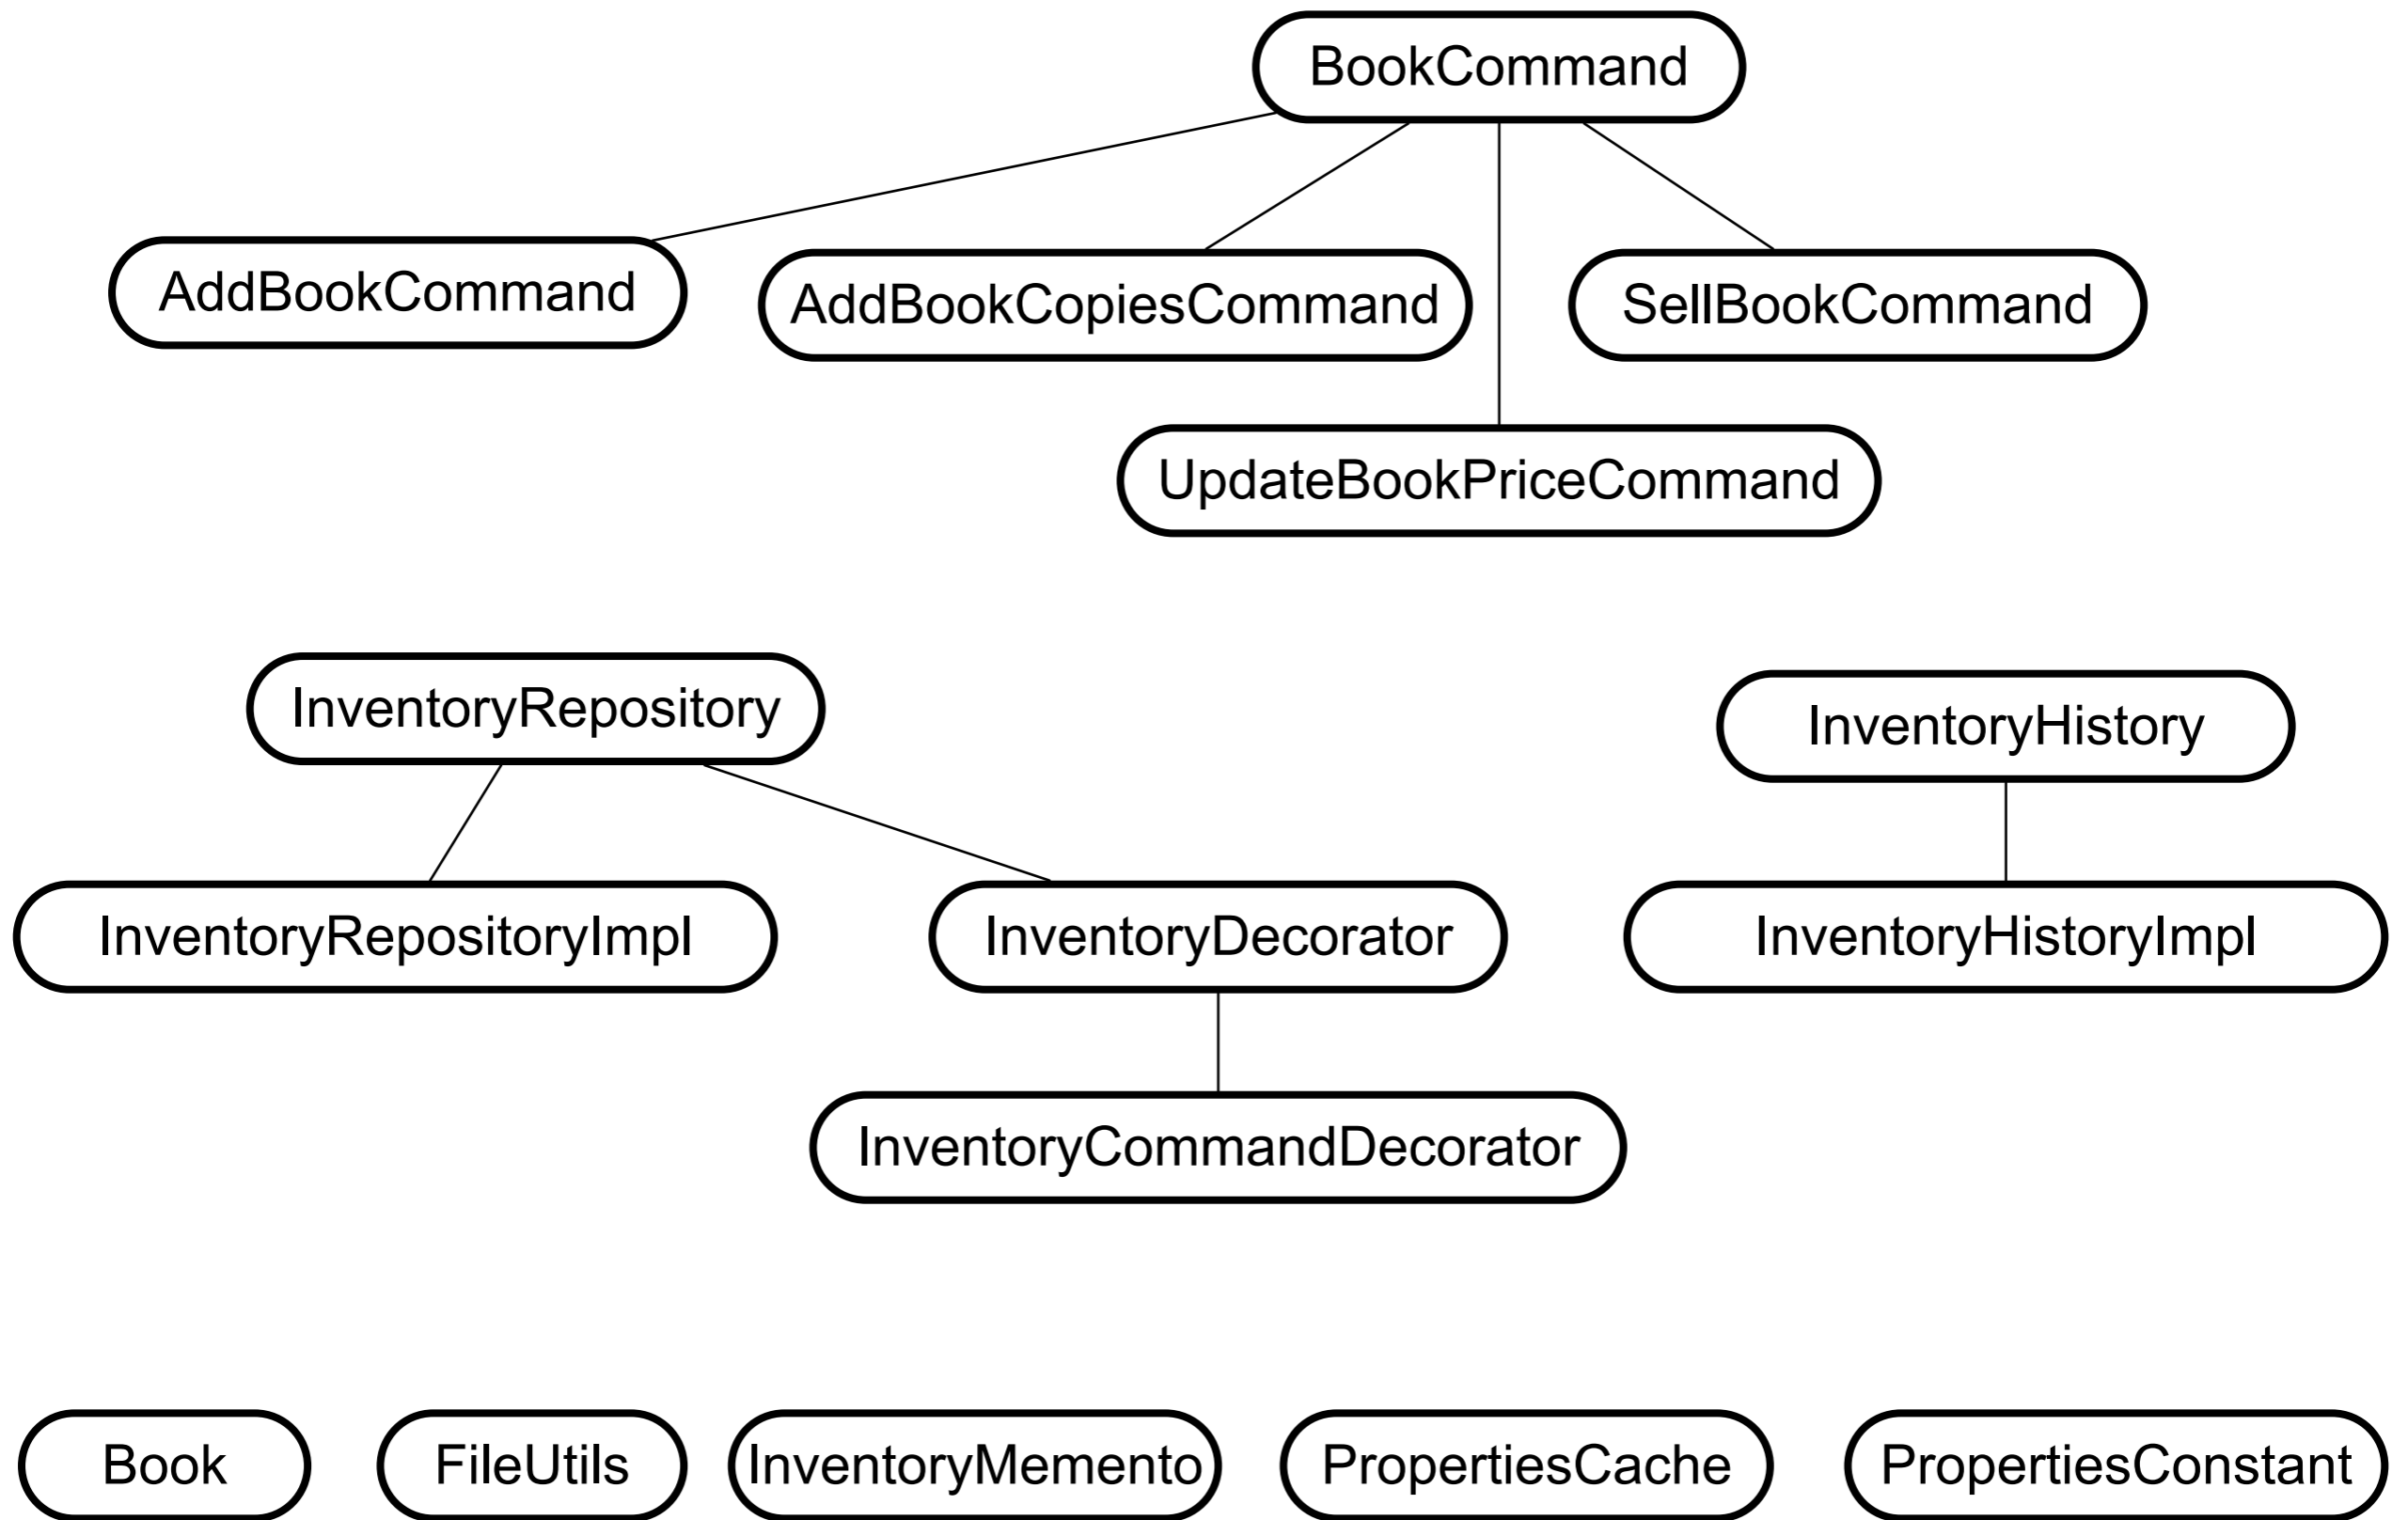 BookCommand
AddBookCommand
AddBookCopiesCommand
SellBookCommand
UpdateBookPriceCommand
InventoryRepository
InventoryHistory
InventoryRepositoryImpl
InventoryDecorator
InventoryHistoryImpl
InventoryCommandDecorator
Book
FileUtils
InventoryMemento
PropertiesCache
PropertiesConstant